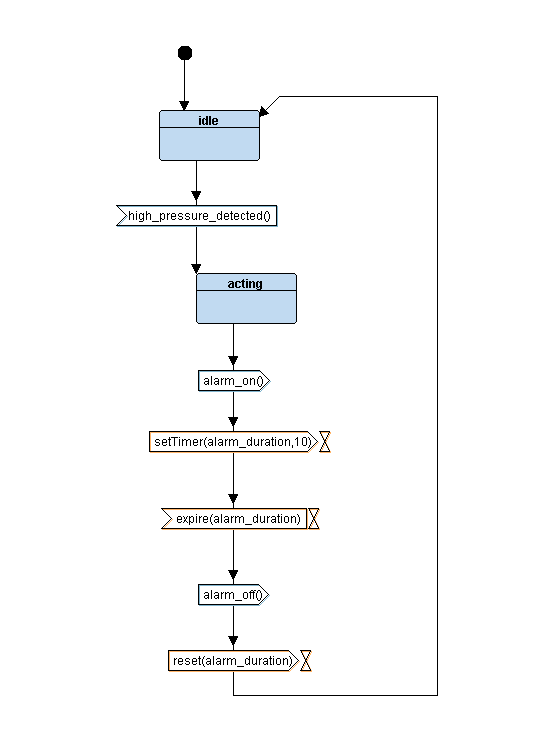 idle
high_pressure_detected()
acting
alarm_on()
setTimer(alarm_duration,10)
expire(alarm_duration)
alarm_off()
reset(alarm_duration)